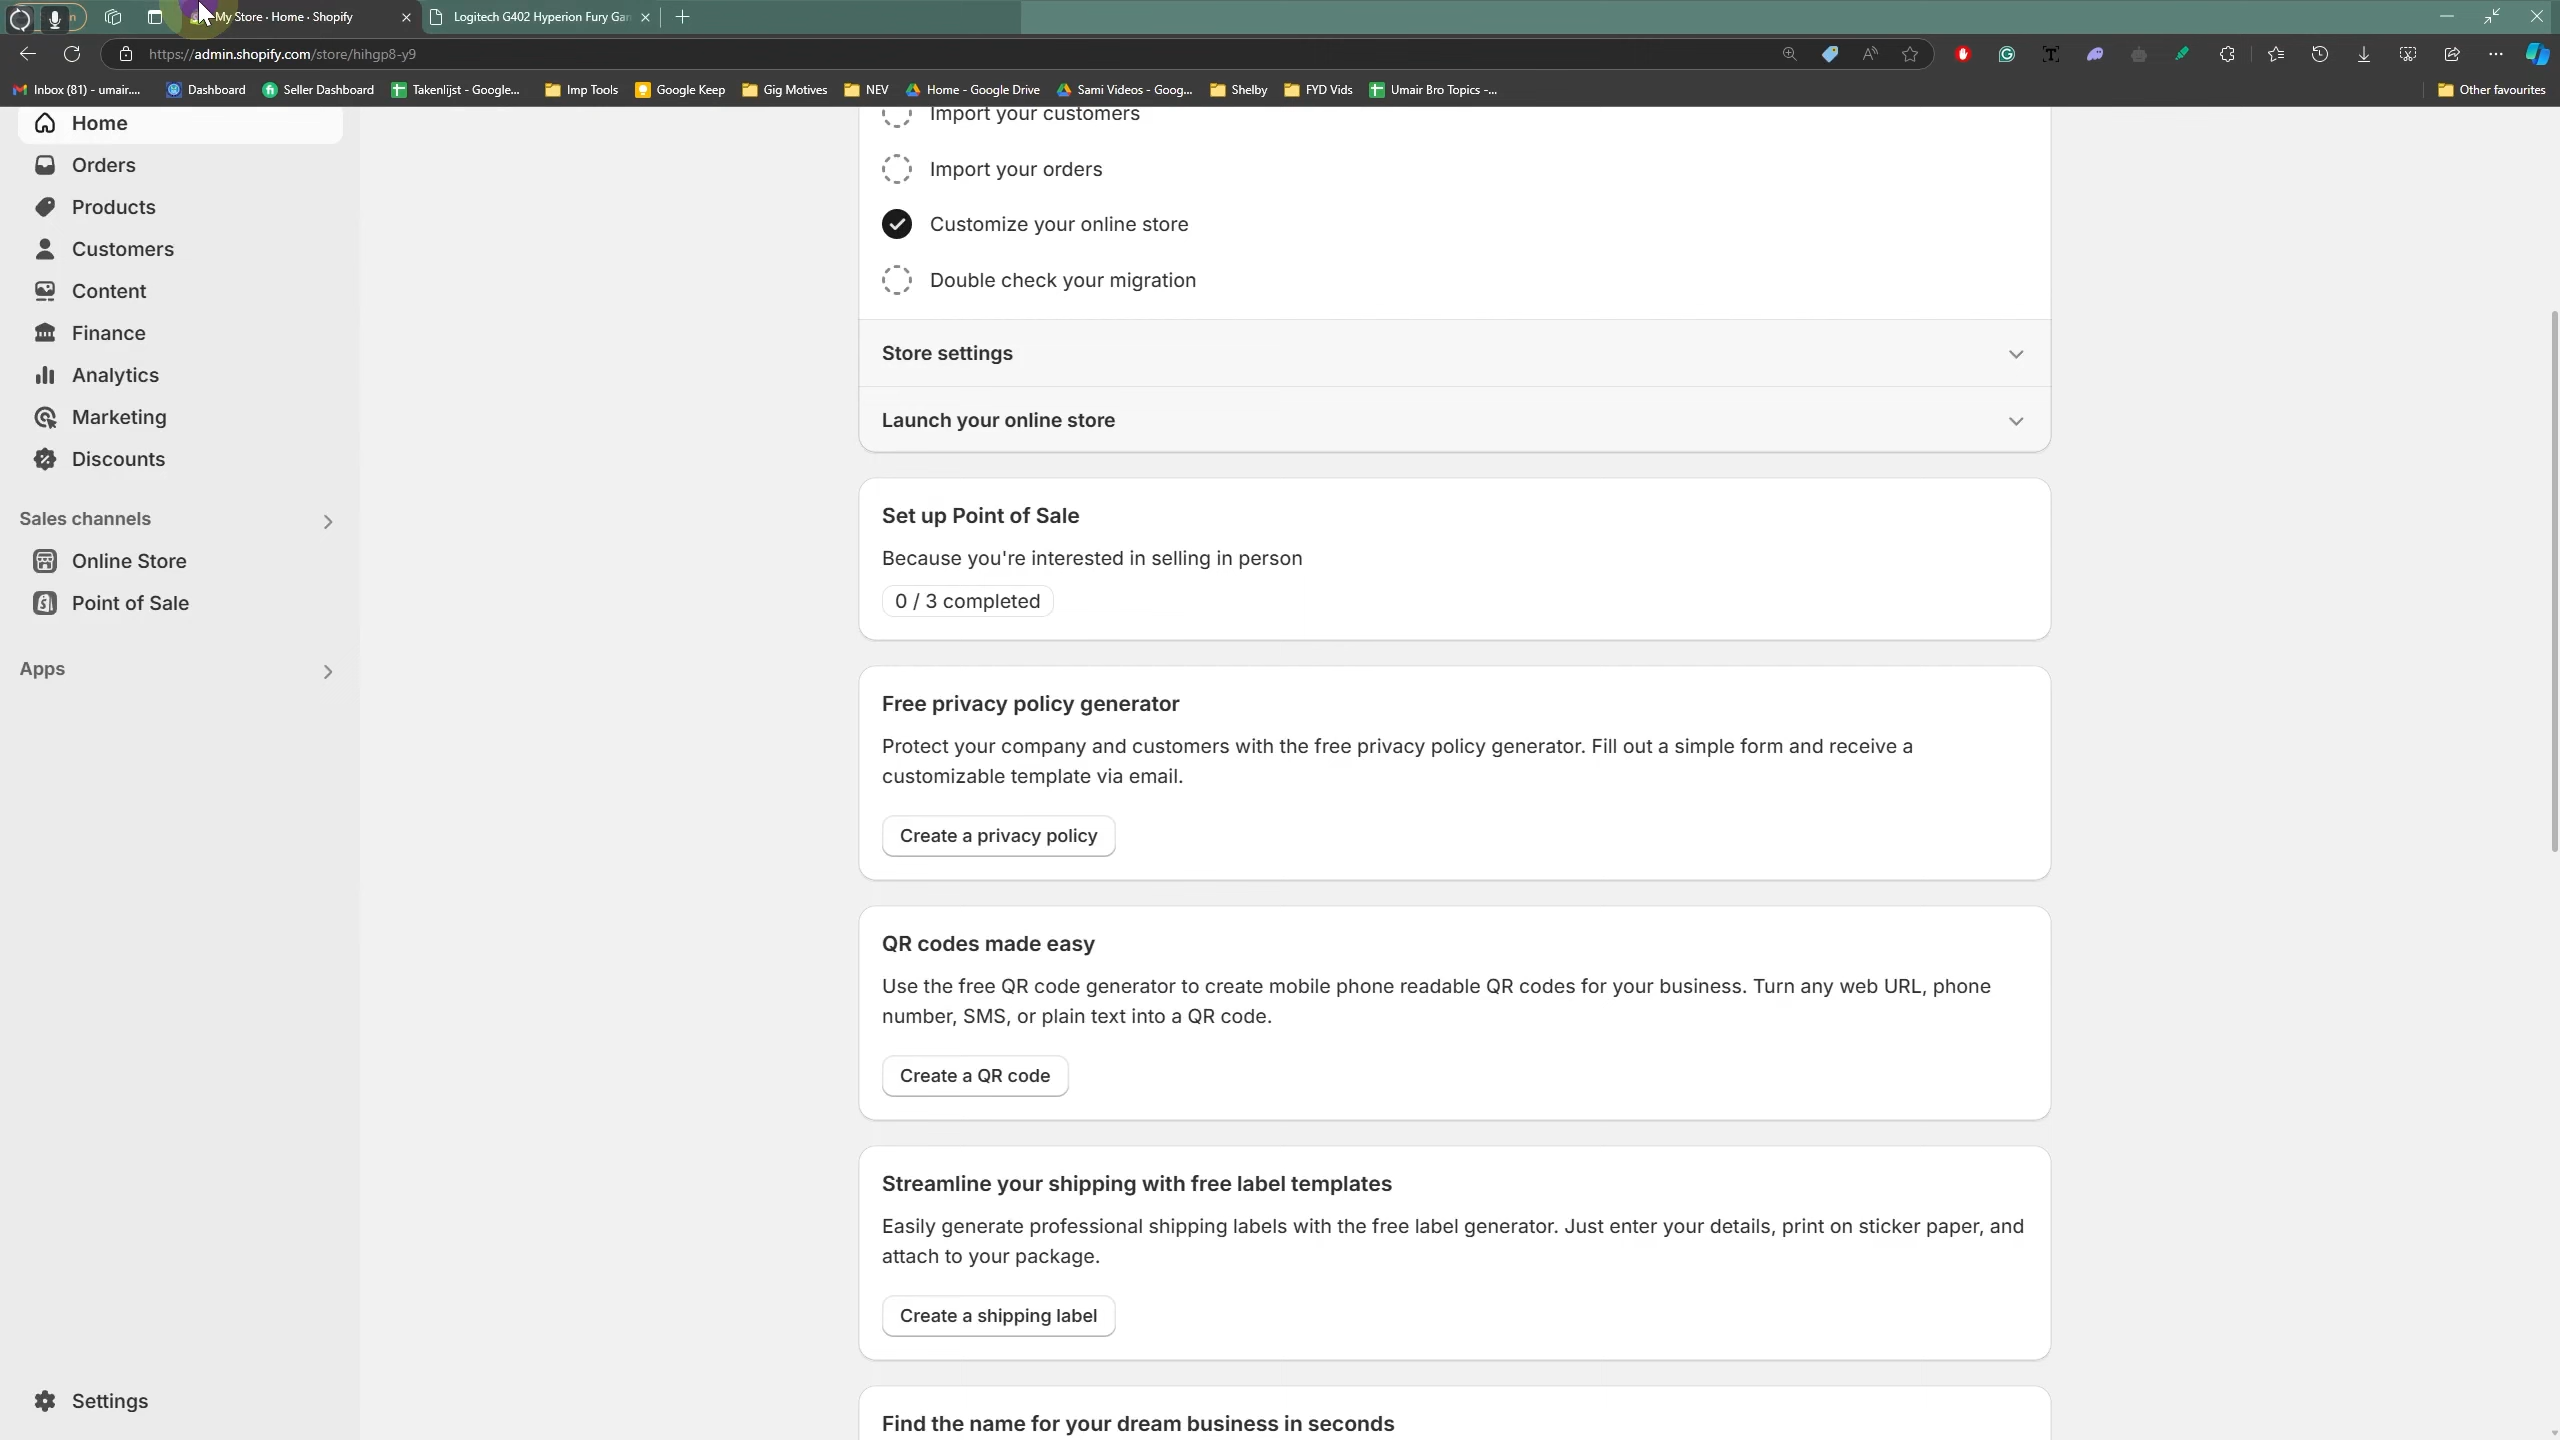 My Store · Home · Shopify
Logitech G402 Hyperion Fury Gan
https://admin.shopify.com/store/hihgp8-y9
Inbox (81) - umair....
Dashboard
Seller Dashboard
Takenlijst - Google...
Imp Tools
Google Keep
Gig Motives
NEV
Home - Google Drive
Sami Videos - Goog...
Shelby
FYD Vids
Umair Bro Topics -...
Other favourites
Home
Orders
Products
Customers
Content
Finance
Analytics
Marketing
Discounts
Sales channels
Online Store
Point of Sale
Apps
Settings
Import your customers
Import your orders
Customize your online store
Double check your migration
Store settings
Launch your online store
Set up Point of Sale
Because you're interested in selling in person
0 / 3 completed
Free privacy policy generator
Protect your company and customers with the free privacy policy generator. Fill out a simple form and receive a
customizable template via email.
Create a privacy policy
QR codes made easy
Use the free QR code generator to create mobile phone readable QR codes for your business. Turn any web URL, phone
number, SMS, or plain text into a QR code.
Create a QR code
Streamline your shipping with free label templates
Easily generate professional shipping labels with the free label generator. Just enter your details, print on sticker paper, and
attach to your package.
Create a shipping label
Find the name for your dream business in seconds